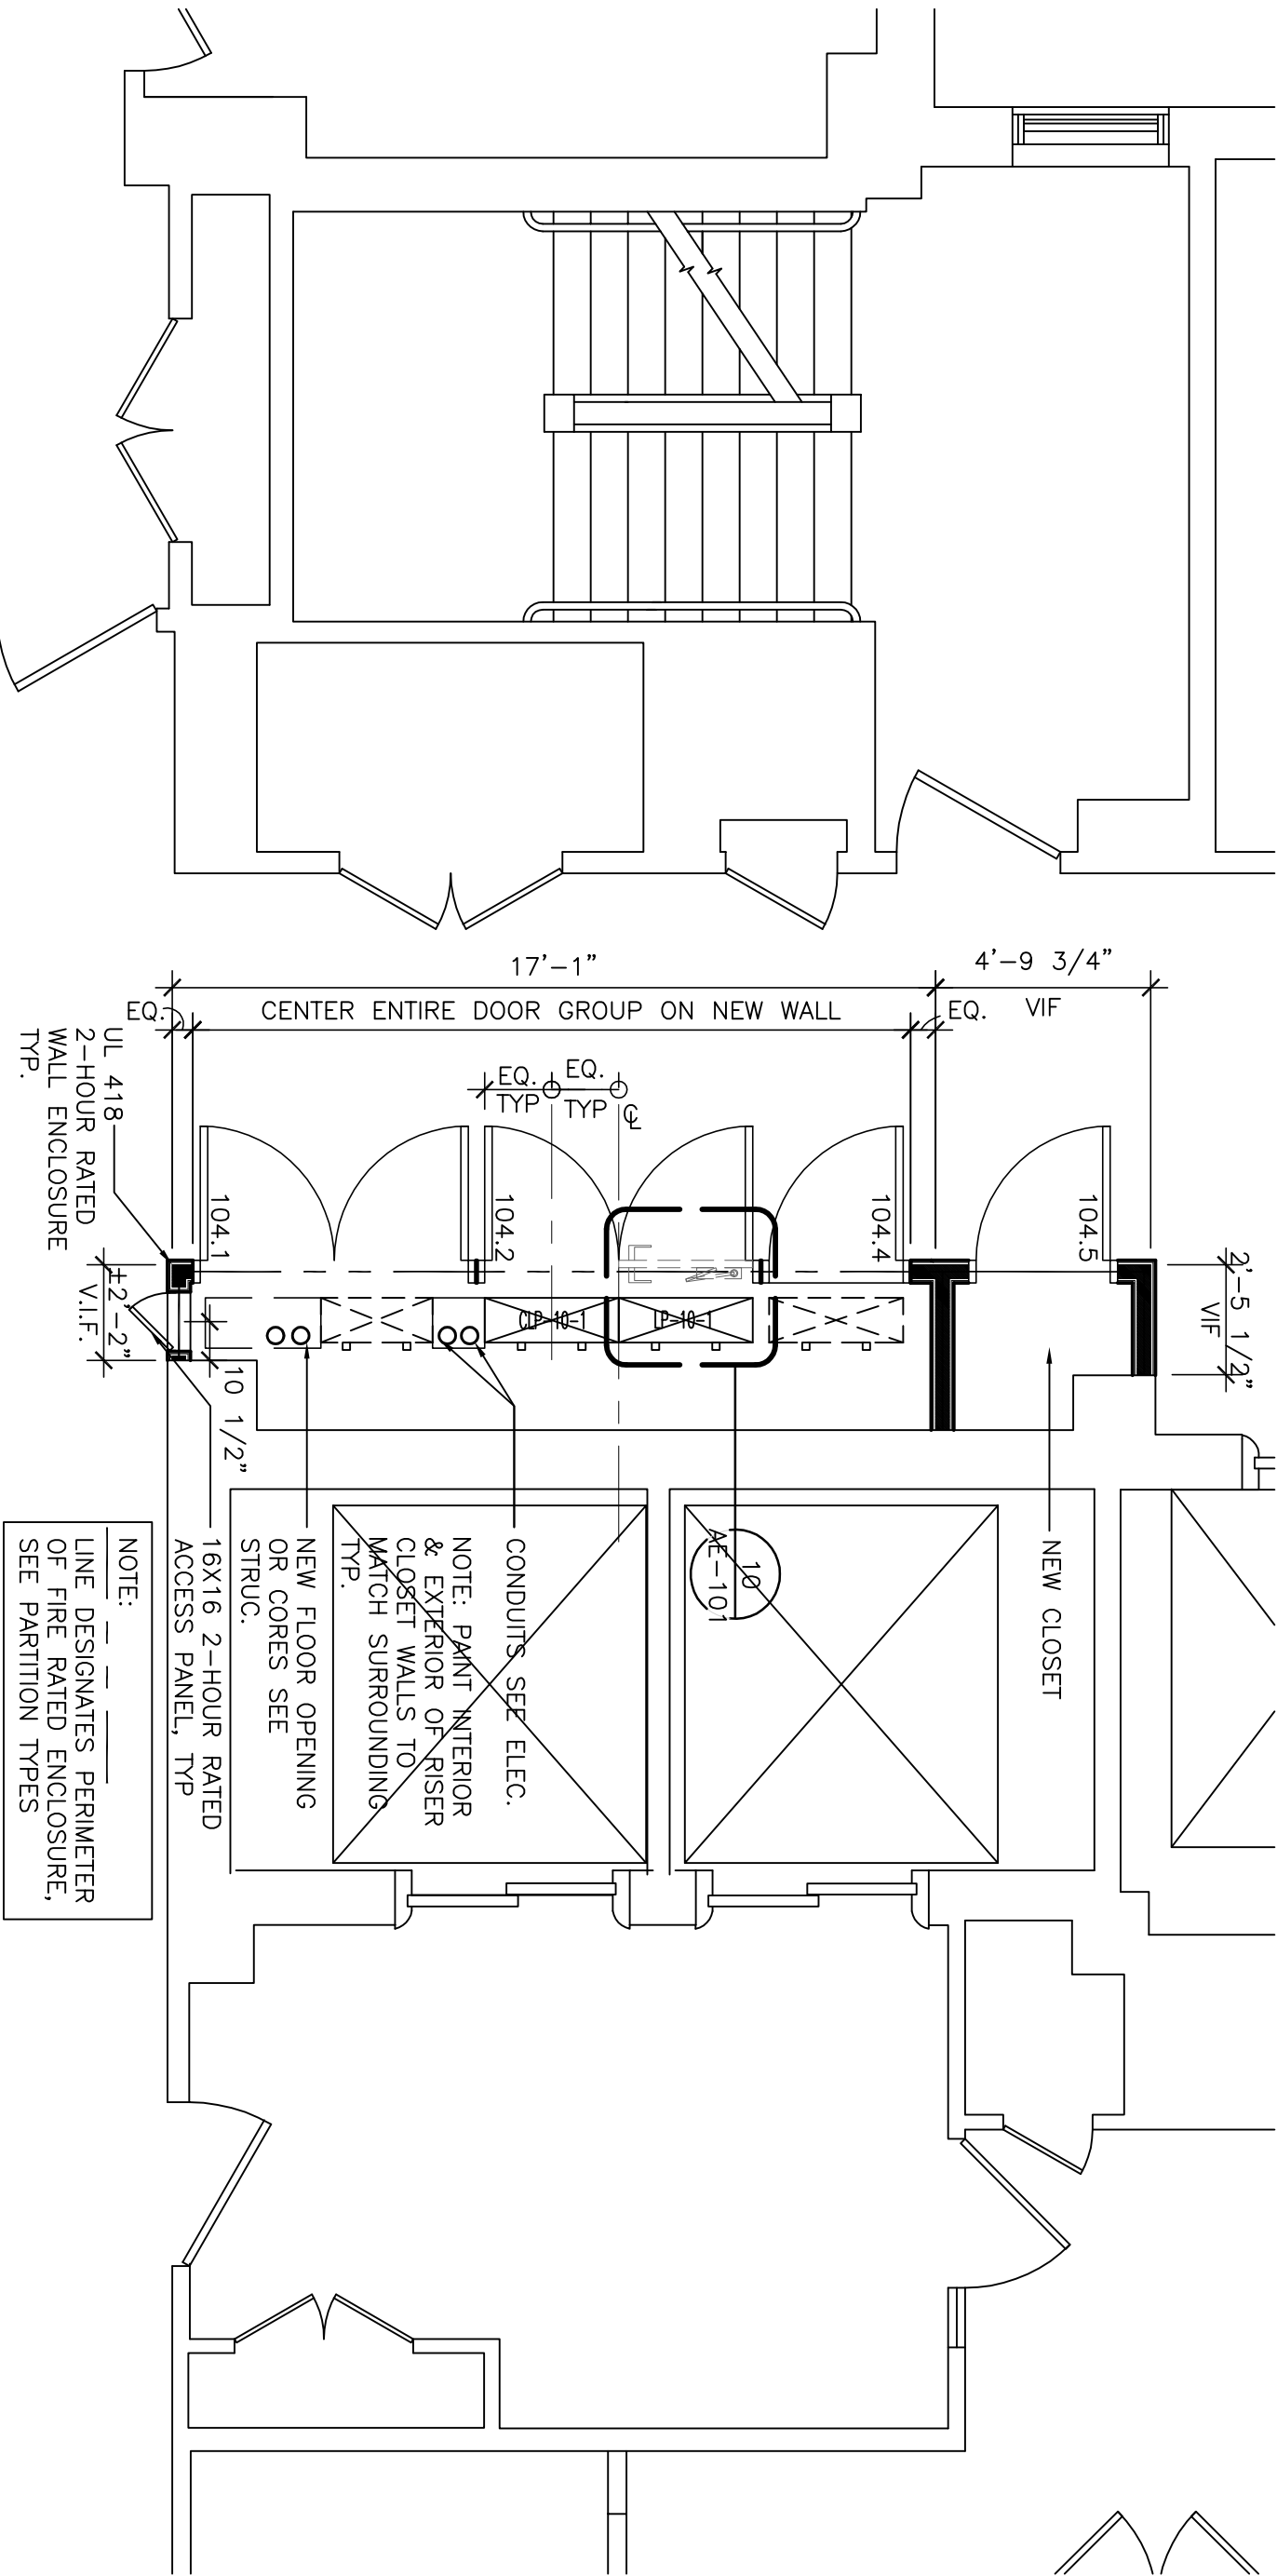 17'-1"
4'-9 3/4"
VIF
EQ.
CENTER ENTIRE DOOR GROUP ON NEW WALL
EQ.
EQ.
TYP
EQ.
TYP
℄
UL 418
2-HOUR RATED
WALL ENCLOSURE
TYP.
104.1
104.2
104.4
104.5
2'-5 1/2"
VIF
±2'-2"
V.I.F.
10 1/2"
CLP-10-1
LP-10-1
10
AE-101
NEW CLOSET
CONDUITS SEE ELEC.
NOTE: PAINT INTERIOR
& EXTERIOR OF RISER
CLOSET WALLS TO
MATCH SURROUNDING
TYP.
NEW FLOOR OPENING
OR CORES SEE
STRUC.
16X16 2-HOUR RATED
ACCESS PANEL, TYP
NOTE:
LINE DESIGNATES PERIMETER
OF FIRE RATED ENCLOSURE,
SEE PARTITION TYPES